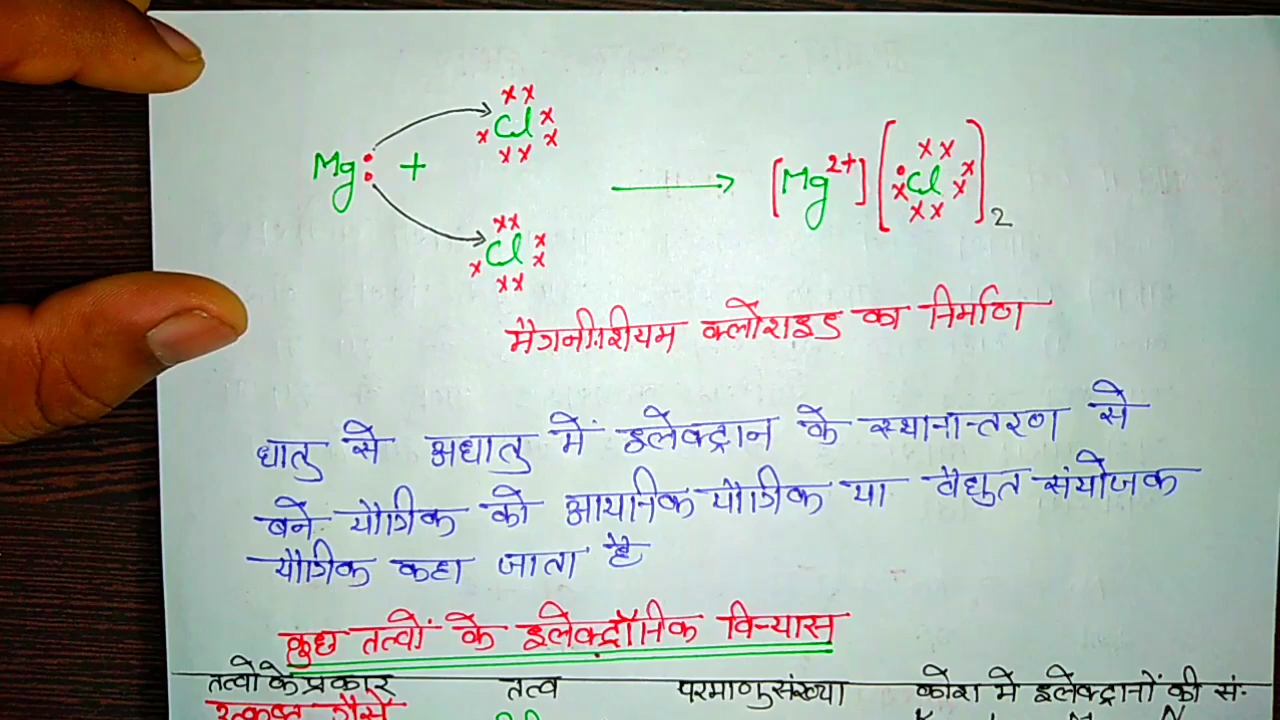 Mg: + Cl Cl → [Mg²⁺][Cl]₂
मैगनीशियम क्लोराइड का निर्माण
धातु से अधातु में इलेक्ट्रान के स्थानान्तरण से
बने यौगिक को आयनिक यौगिक या वैद्युत संयोजक
यौगिक कहा जाता है
कुछ तत्वों के इलेक्ट्रॉनिक विन्यास
तत्वो के प्रकार तत्व परमाणु संख्या कोश मे इलेक्ट्रानों की सं.
उत्कृष्ट गैसे